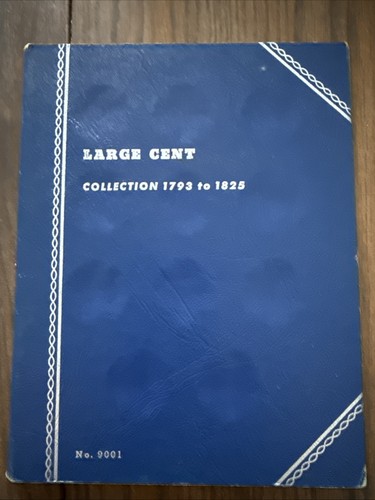 LARGE CENT
COLLECTION 1793 to 1825
No. 9001